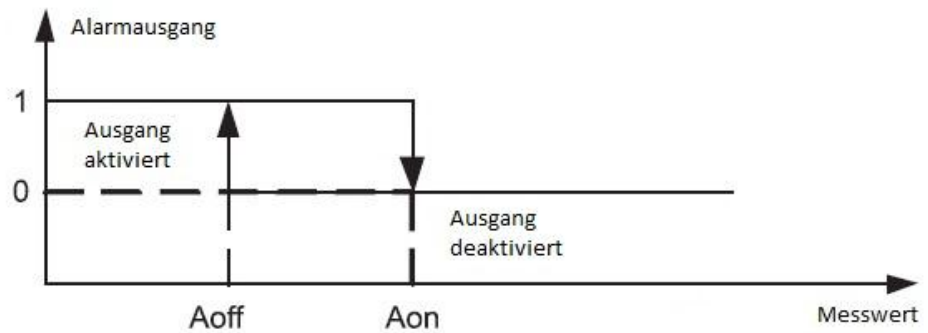 Alarmausgang
1
Ausgang
aktiviert
0
Ausgang
deaktiviert
Aoff
Aon
Messwert